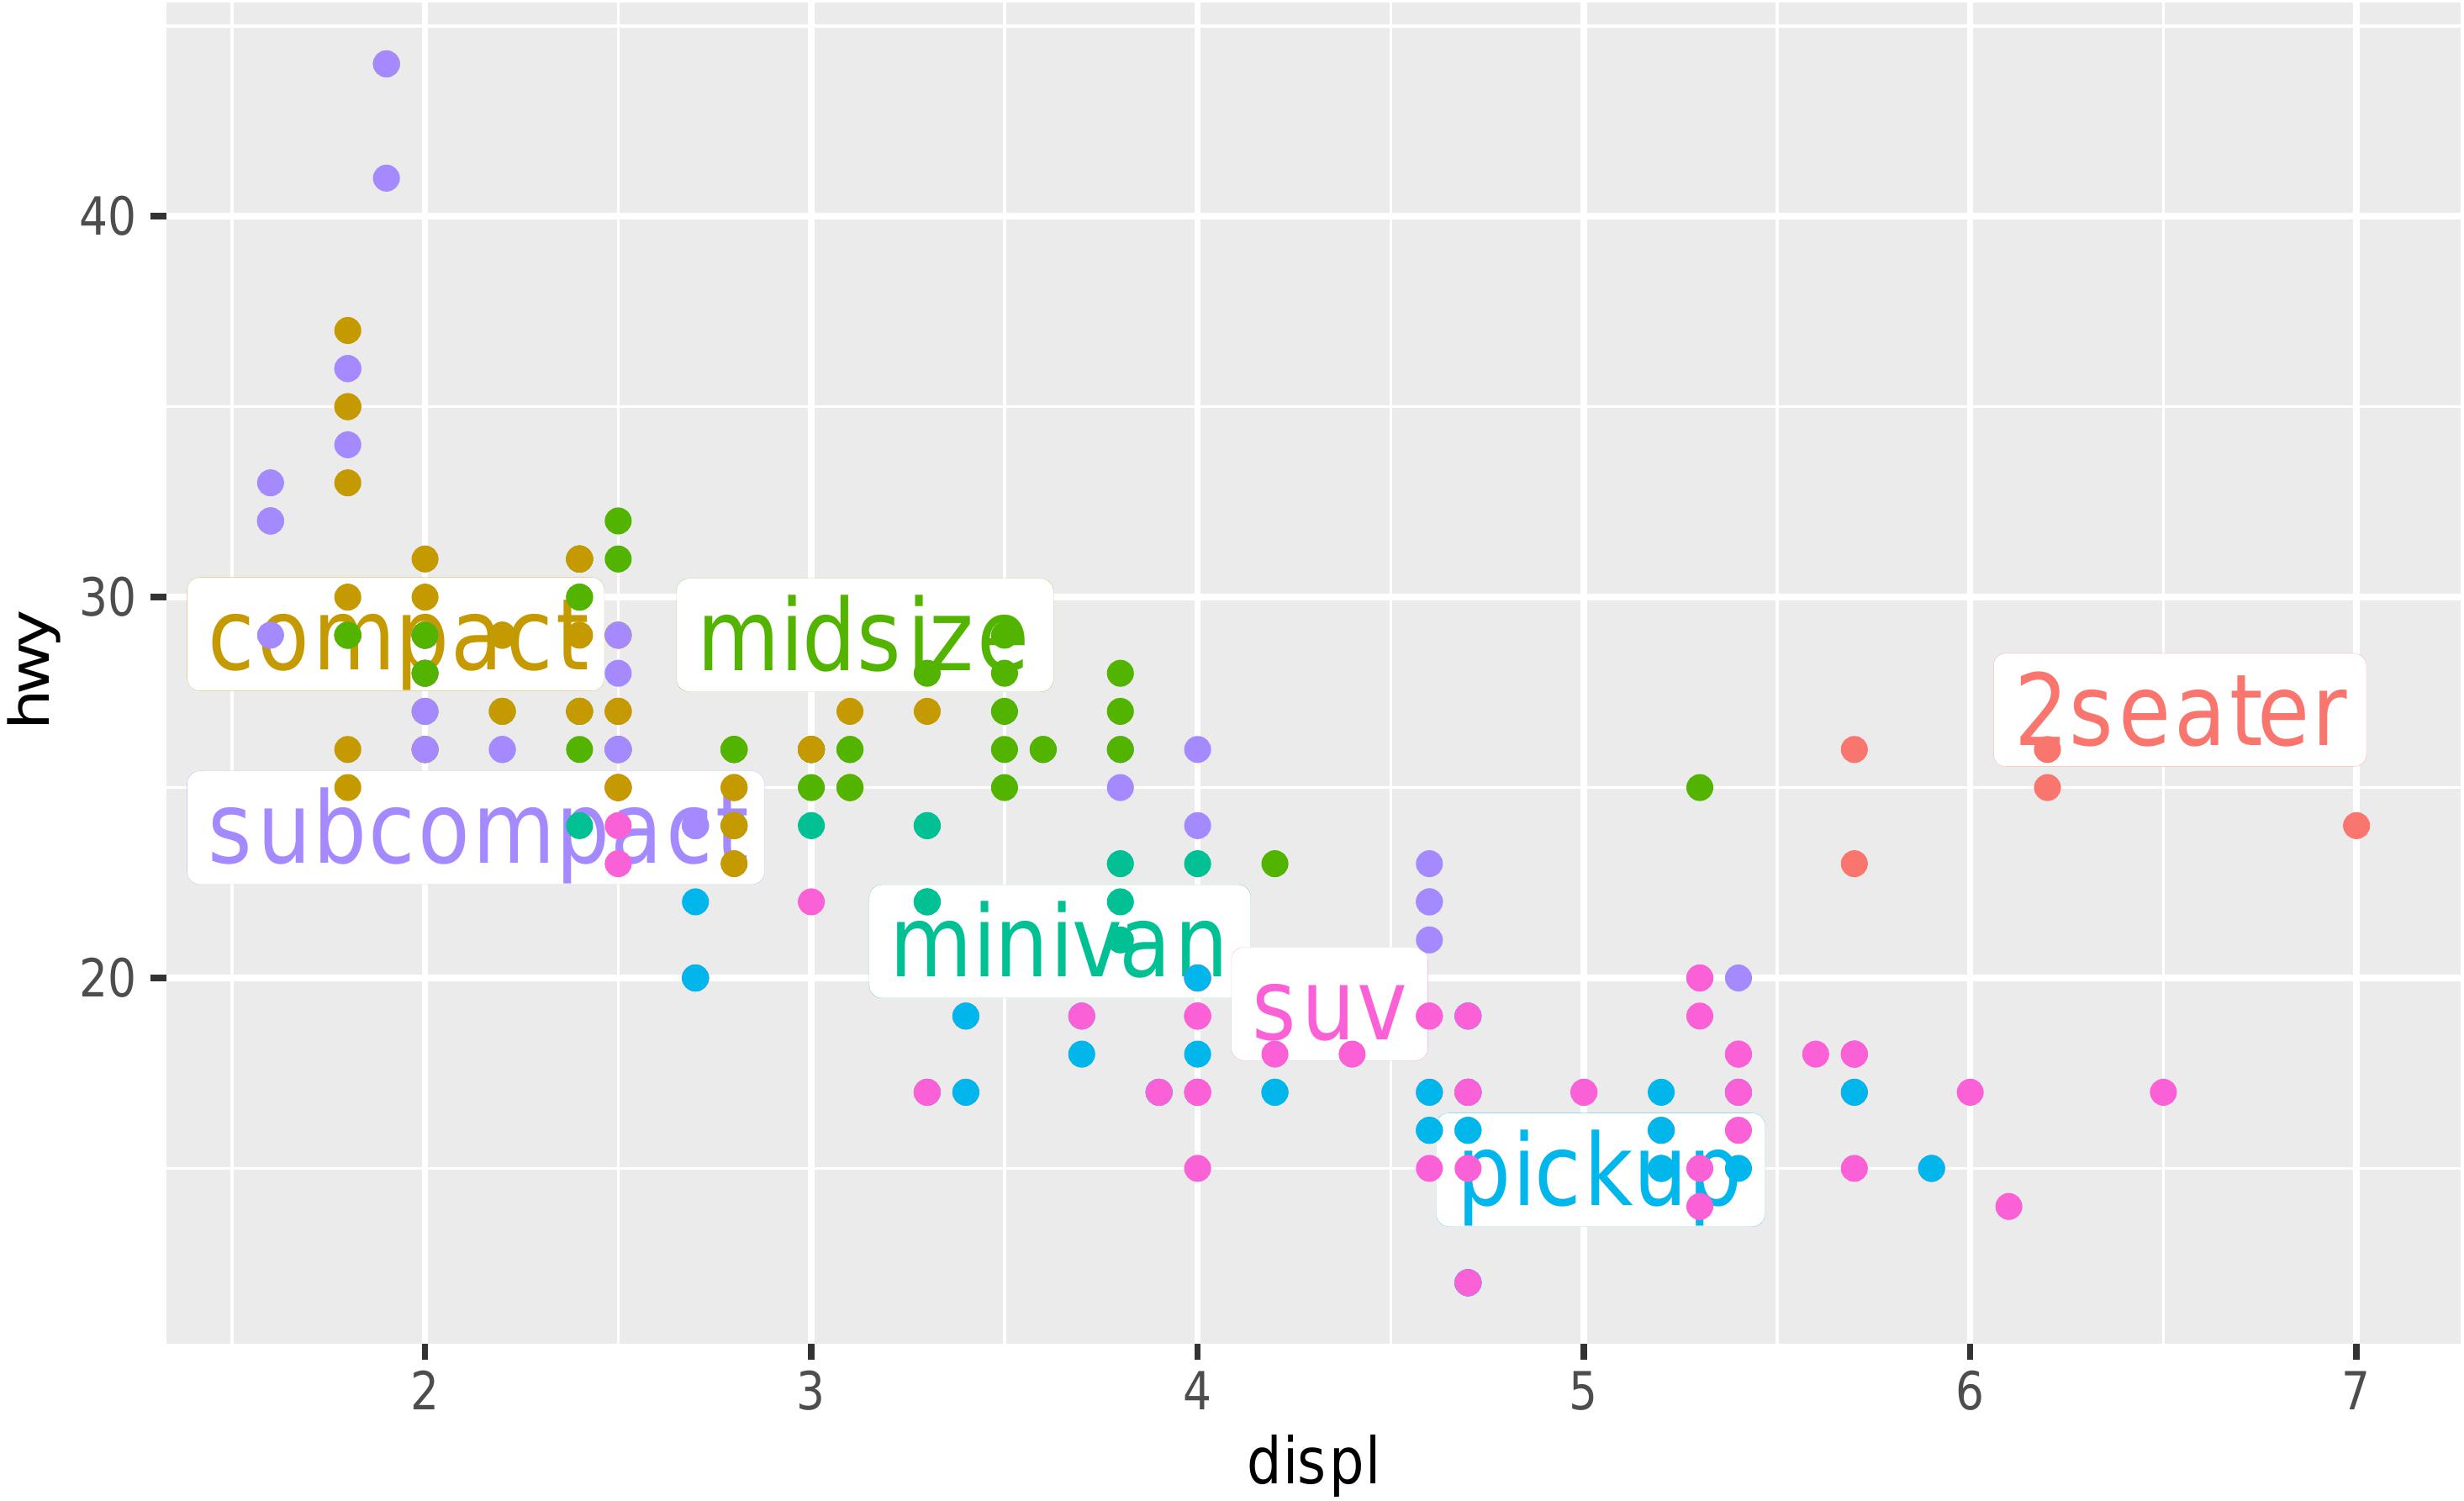 40
30
20
hwy
compact
midsize
2seater
subcompact
minivan
suv
pickup
2 3 4 5 6 7
displ